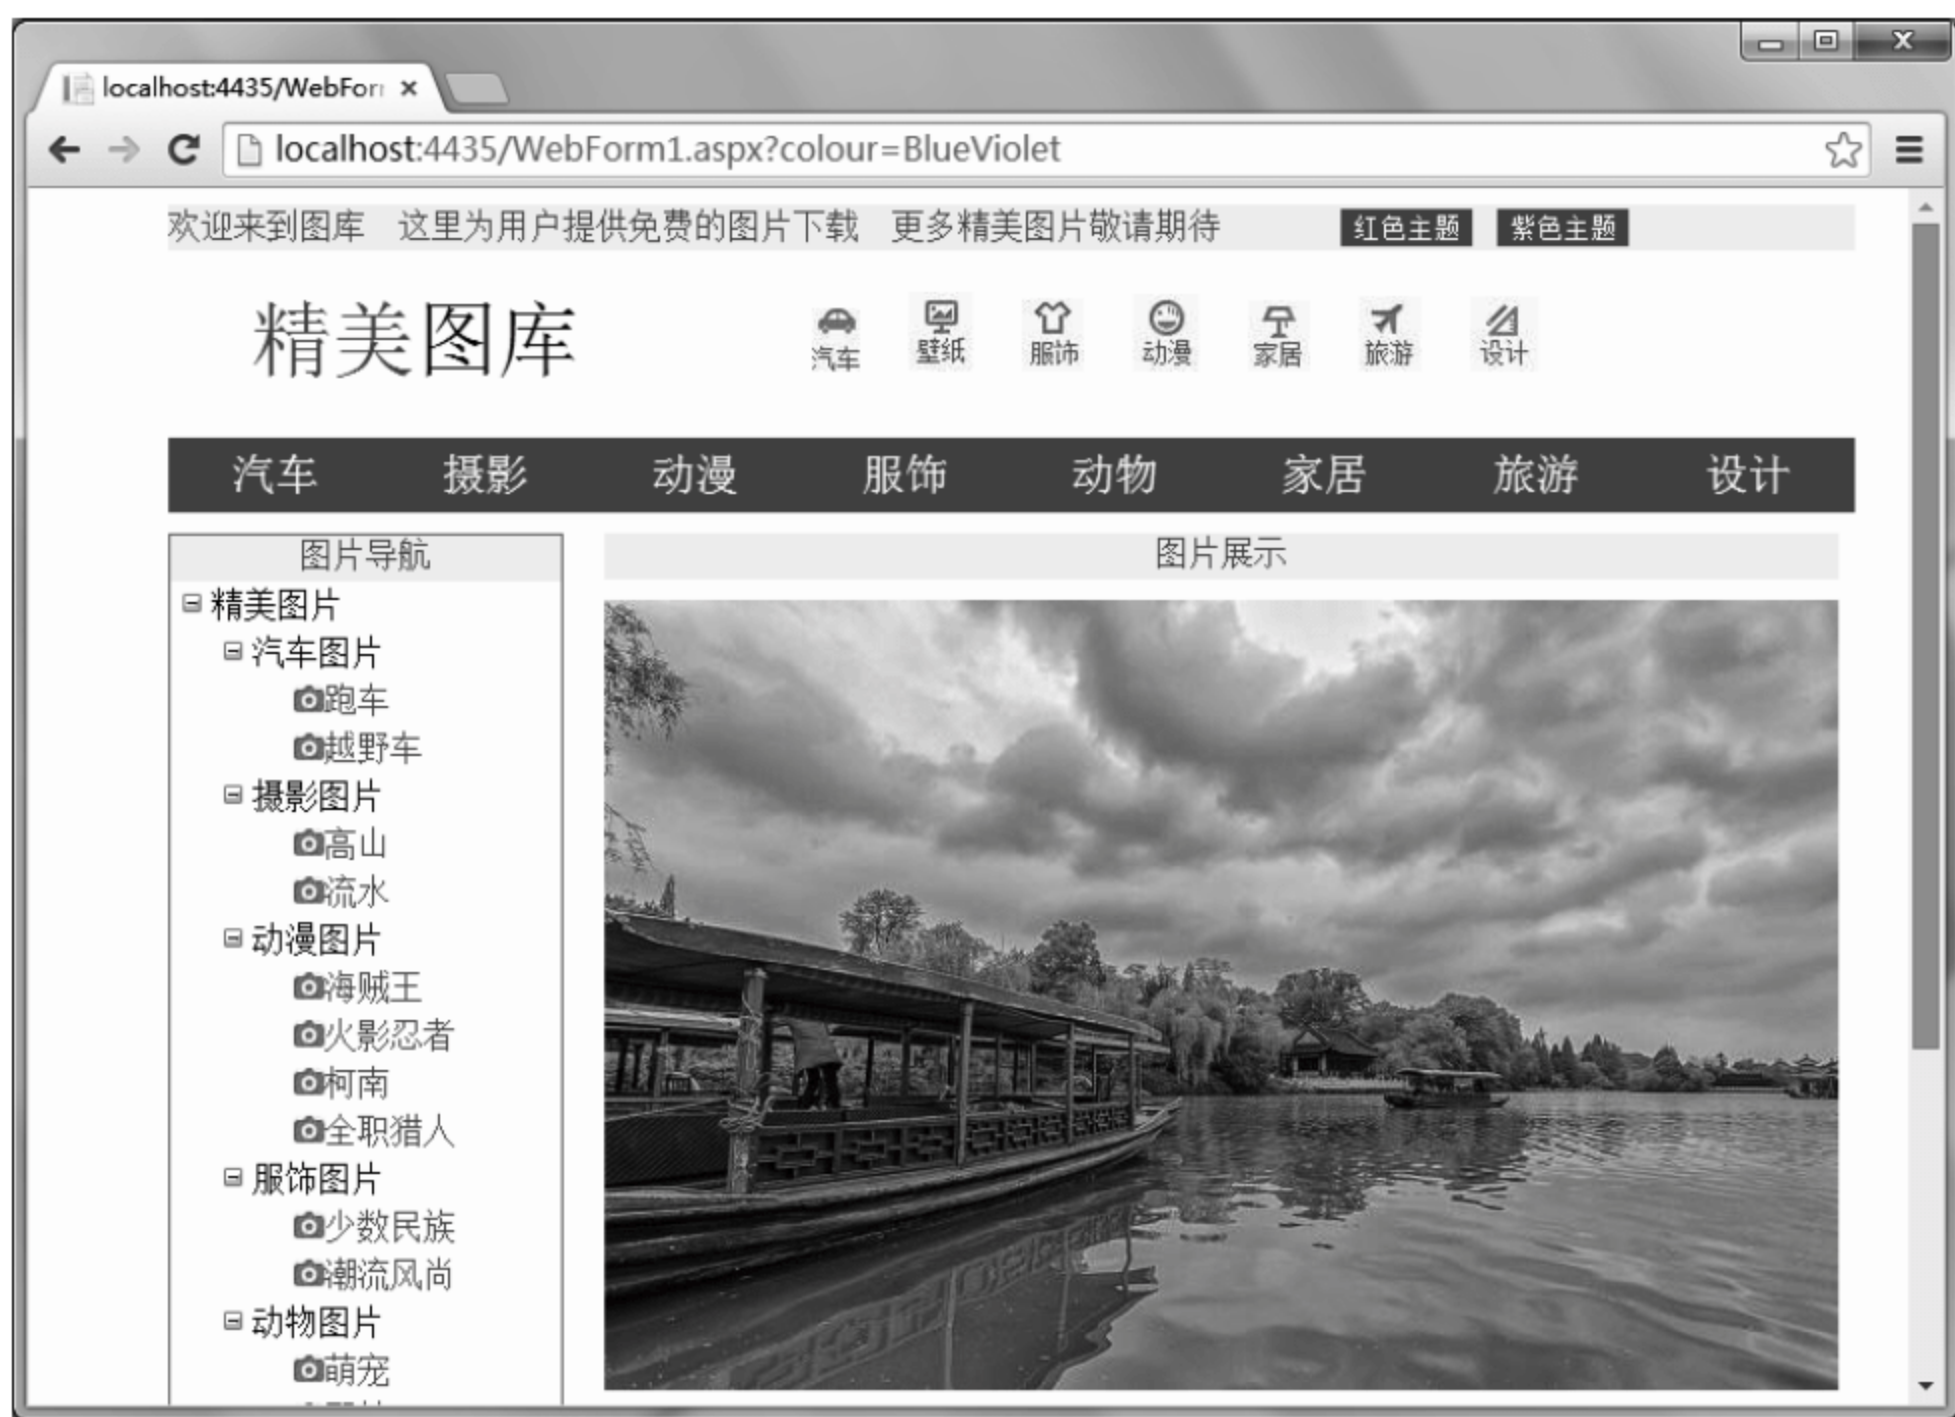 localhost:4435/WebForm
localhost:4435/WebForm1.aspx?colour=BlueViolet
欢迎来到图库 这里为用户提供免费的图片下载 更多精美图片敬请期待 红色主题 紫色主题
精美图库
汽车 壁纸 服饰 动漫 家居 旅游 设计
汽车 摄影 动漫 服饰 动物 家居 旅游 设计
图片导航
精美图片
汽车图片
跑车
越野车
摄影图片
高山
流水
动漫图片
海贼王
火影忍者
柯南
全职猎人
服饰图片
少数民族
潮流风尚
动物图片
萌宠
图片展示